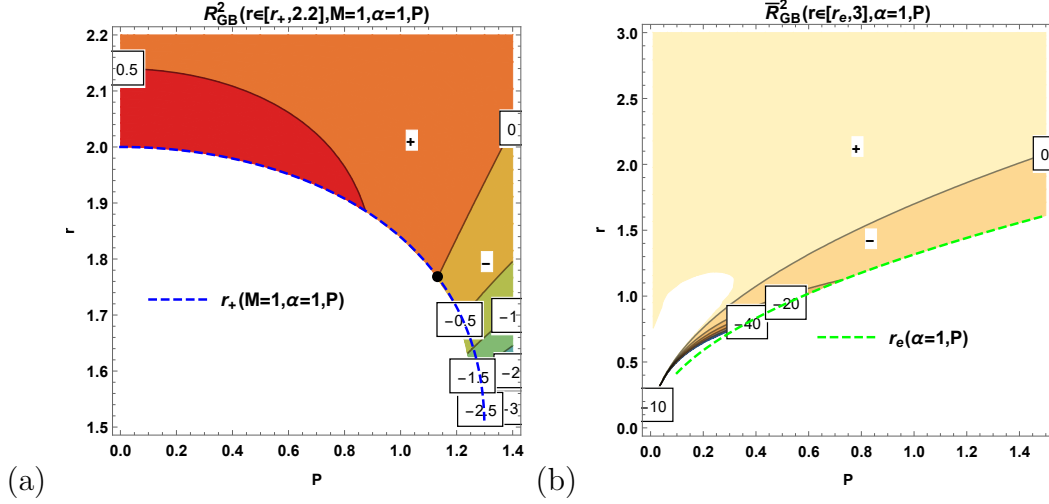 R²_GB(r∈[r₊,2.2],M=1,α=1,P)
2.2
2.1
2.0
1.9
1.8
1.7
1.6
1.5
r
0.5
0
+
−
−0.5
−1
−1.5
−2
−2.5
−3
r₊(M=1,α=1,P)
0.0 0.2 0.4 0.6 0.8 1.0 1.2 1.4
P
(a)
R̅²_GB(r∈[r_e,3],α=1,P)
3.0
2.5
2.0
1.5
1.0
0.5
0.0
r
+
0
−
−20
−40
−10
r_e(α=1,P)
0.0 0.2 0.4 0.6 0.8 1.0 1.2 1.4
P
(b)